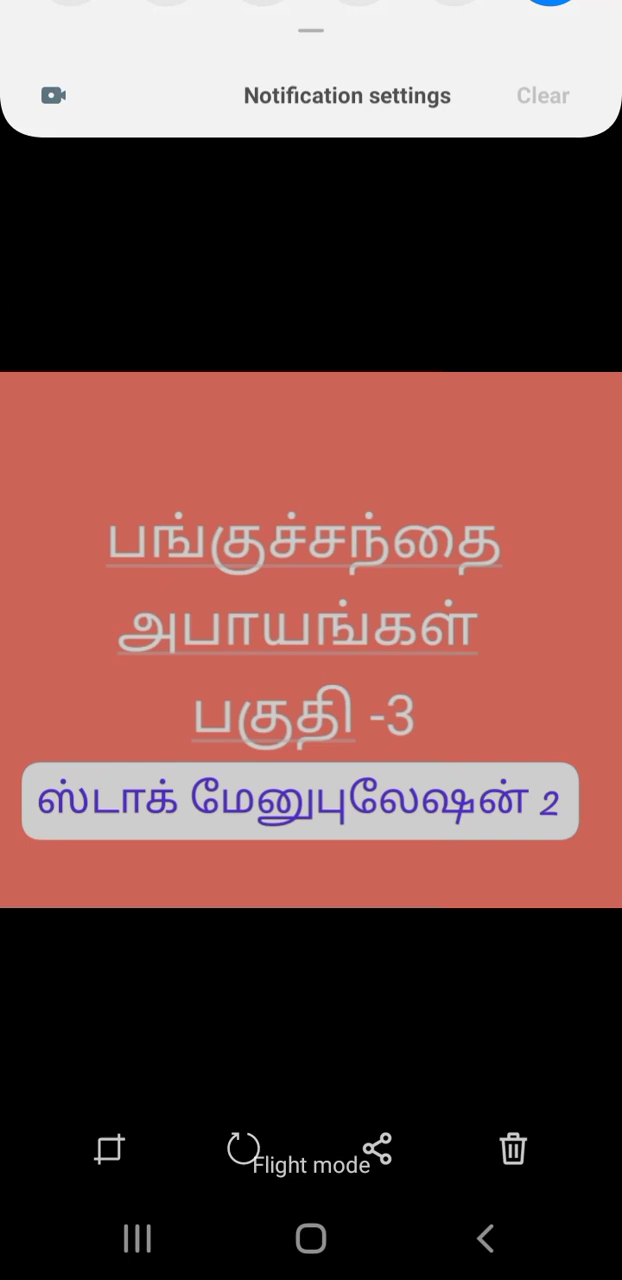 Notification settings Clear
பங்குச்சந்தை
அபாயங்கள்
பகுதி -3
ஸ்டாக் மேனுபுலேஷன் 2
Flight mode